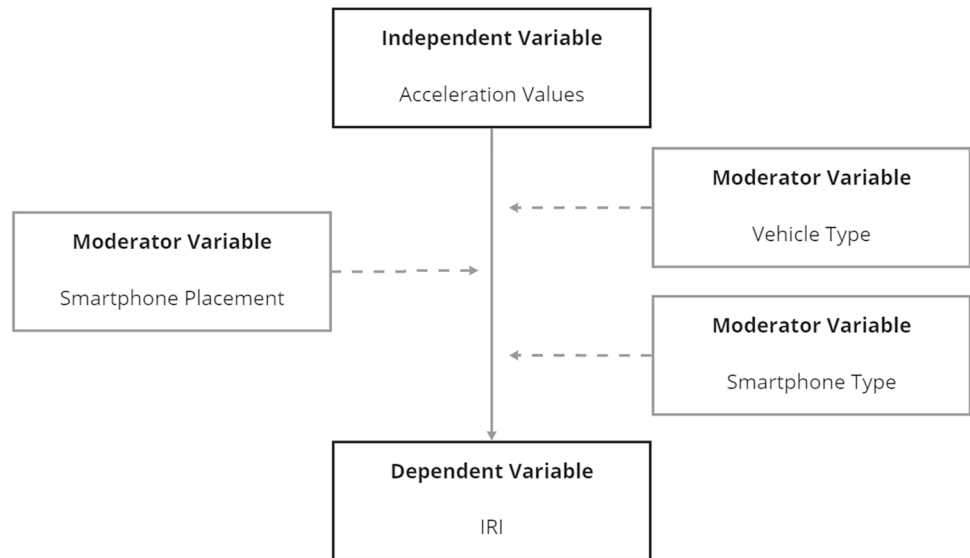 Independent Variable
Acceleration Values
Moderator Variable
Vehicle Type
Moderator Variable
Smartphone Placement
Moderator Variable
Smartphone Type
Dependent Variable
IRI